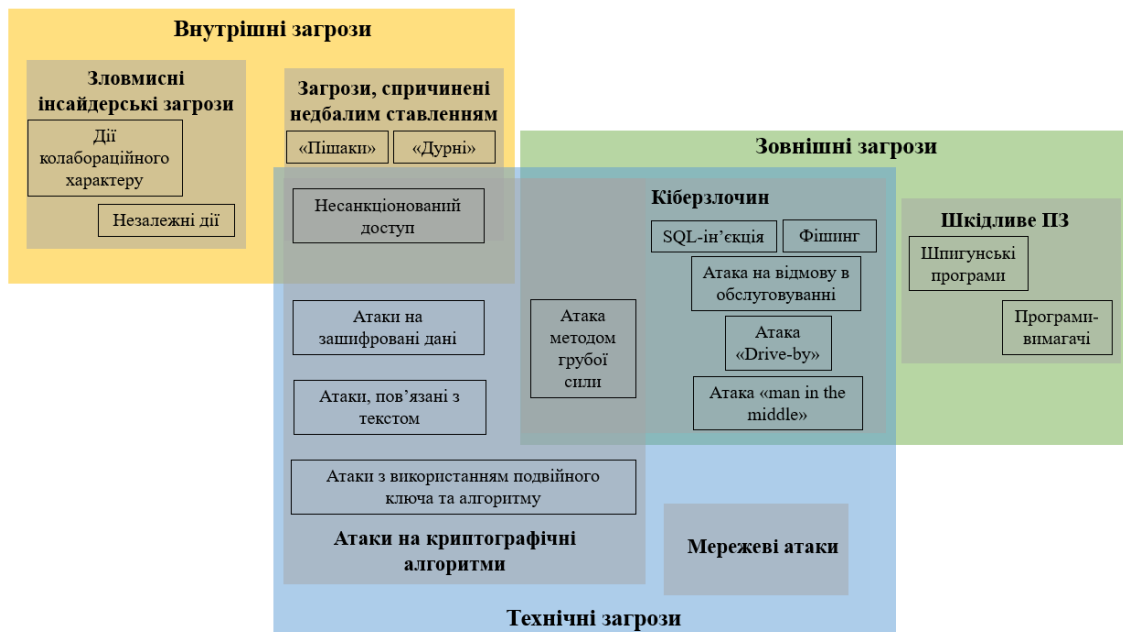 Внутрішні загрози
Зловмисні
інсайдерські загрози
Дії
колабораційного
характеру
Незалежні дії
Загрози, спричинені
недбалим ставленням
«Пішаки»
«Дурні»
Зовнішні загрози
Несанкціонований
доступ
Кіберзлочин
SQL-ін’єкція
Фішинг
Атака на відмову в
обслуговуванні
Атака
«Drive-by»
Атака «man in the
middle»
Шкідливе ПЗ
Шпигунські
програми
Програми-
вимагачі
Атаки на
зашифровані дані
Атака
методом
грубої
сили
Атаки, пов’язані з
текстом
Атаки з використанням подвійного
ключа та алгоритму
Атаки на криптографічні
алгоритми
Мережеві атаки
Технічні загрози